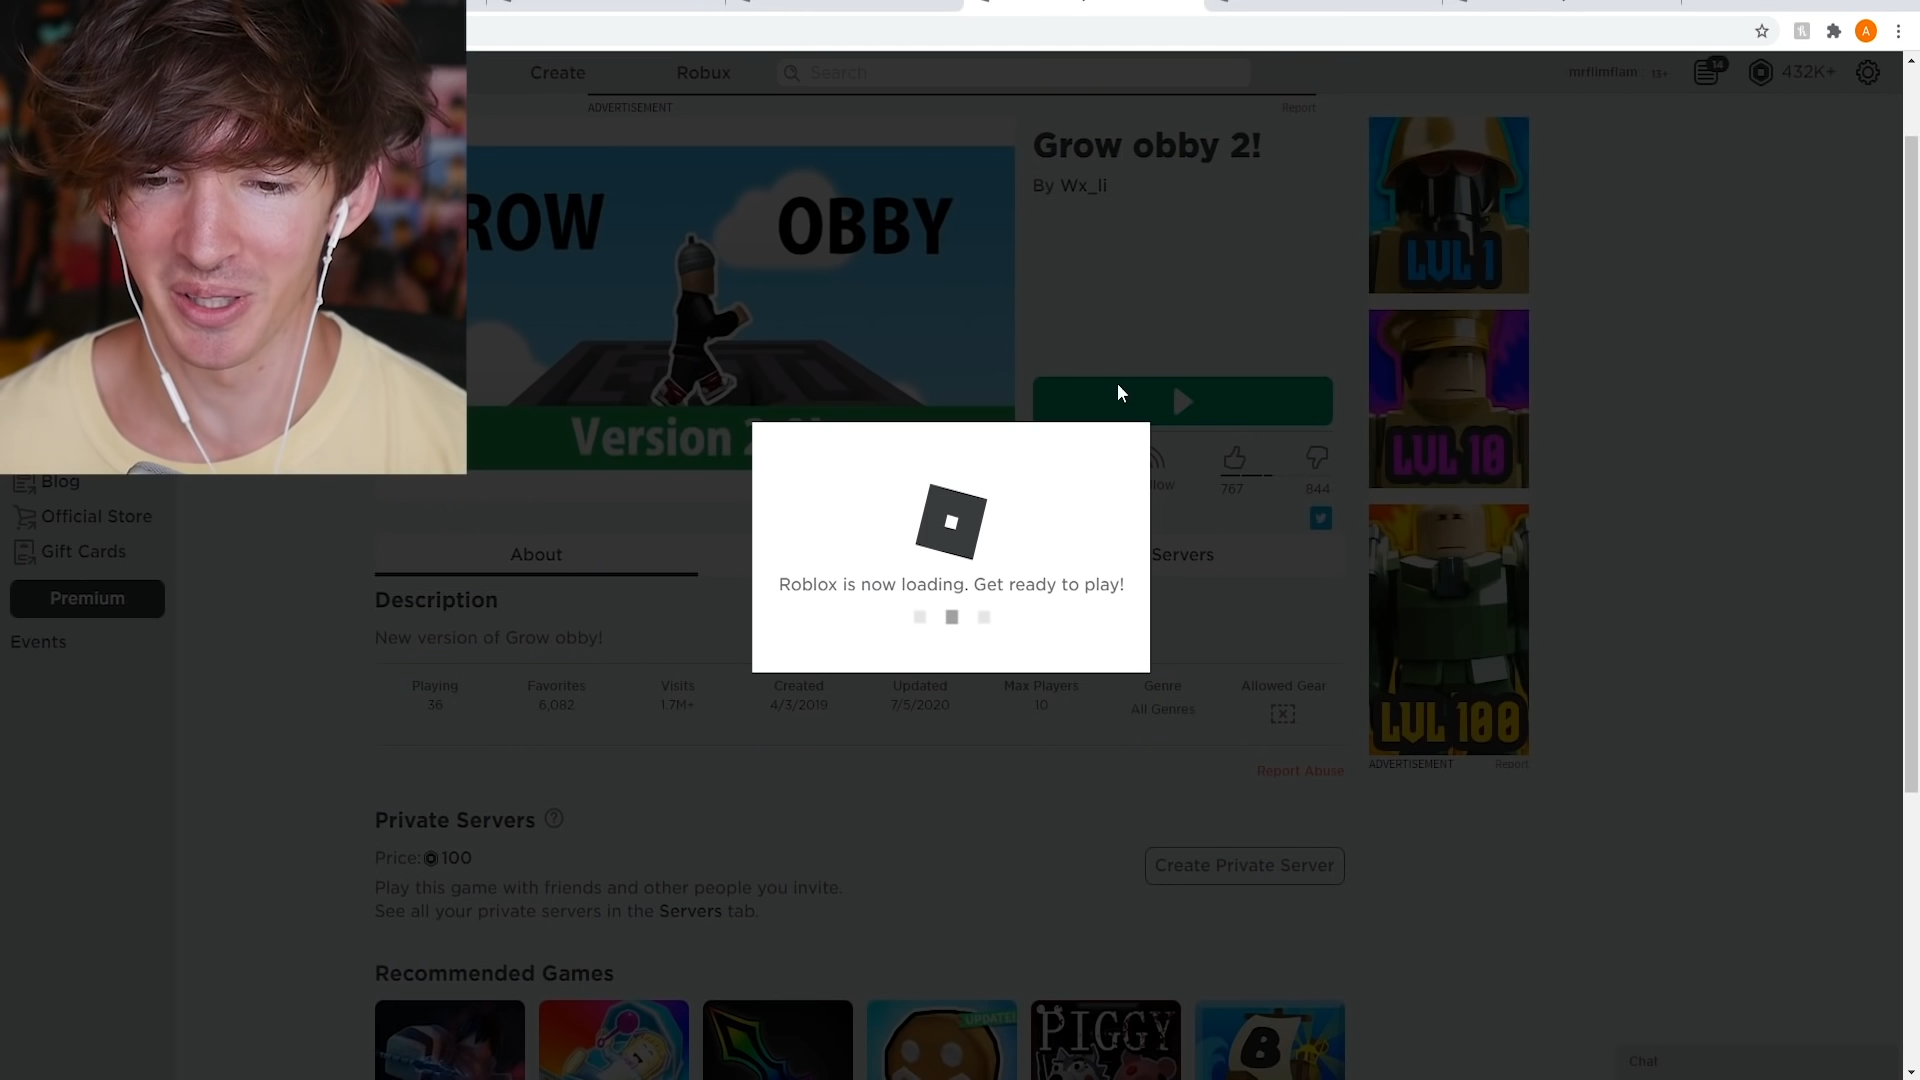 A
Create
Robux
Search
mrflimflam : 13+
14
432K+
ADVERTISEMENT
Report
Grow obby 2!
By Wx_li
ROW
OBBY
Version
LVL 1
LVL 10
LVL 100
767
844
Blog
Official Store
Gift Cards
Premium
Events
About
Servers
Roblox is now loading. Get ready to play!
Description
New version of Grow obby!
Playing
Favorites
Visits
Created
Updated
Max Players
Genre
Allowed Gear
36
6,082
1.7M+
4/3/2019
7/5/2020
10
All Genres
ADVERTISEMENT
Report
Report Abuse
Private Servers
Price: 100
Play this game with friends and other people you invite.
See all your private servers in the Servers tab.
Create Private Server
Recommended Games
UPDATE!
PIGGY
B
Chat